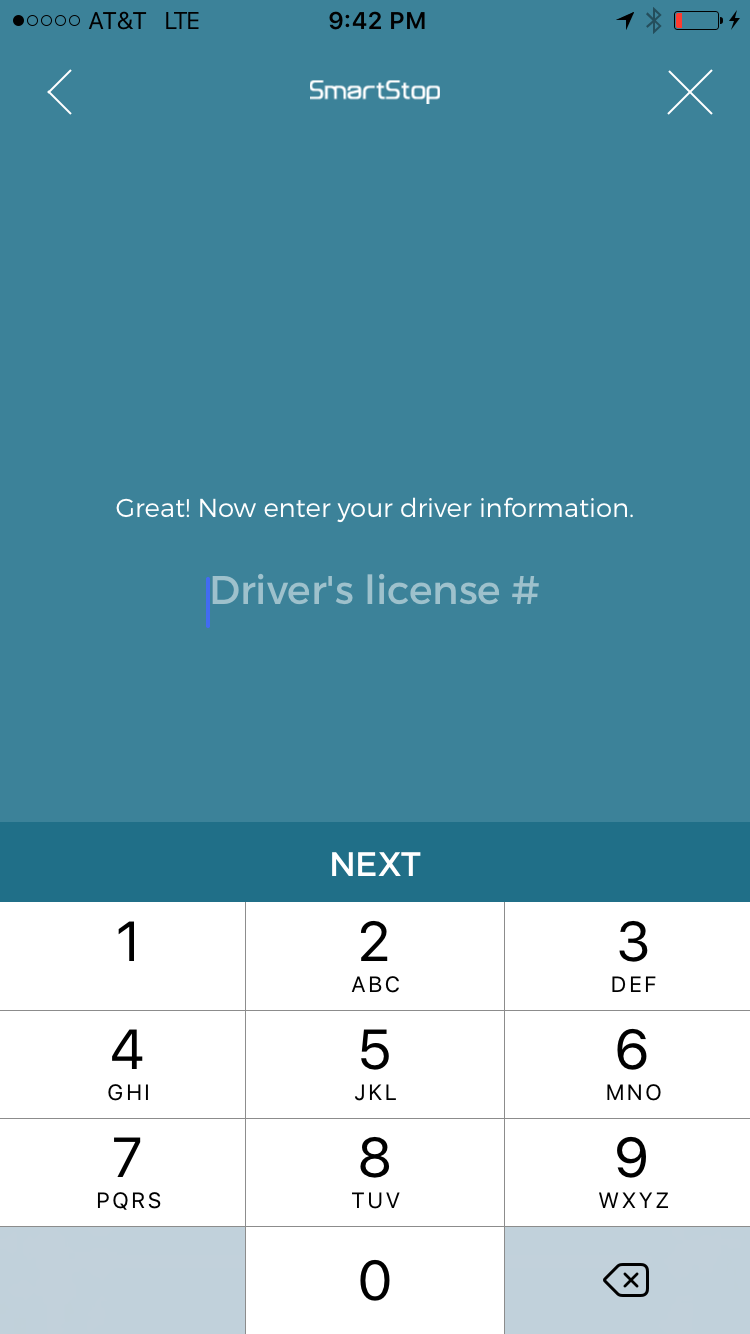 AT&T LTE 9:42 PM
SmartStop
Great! Now enter your driver information.
Driver's license #
NEXT
1 2 3
ABC DEF
4 5 6
GHI JKL MNO
7 8 9
PQRS TUV WXYZ
0